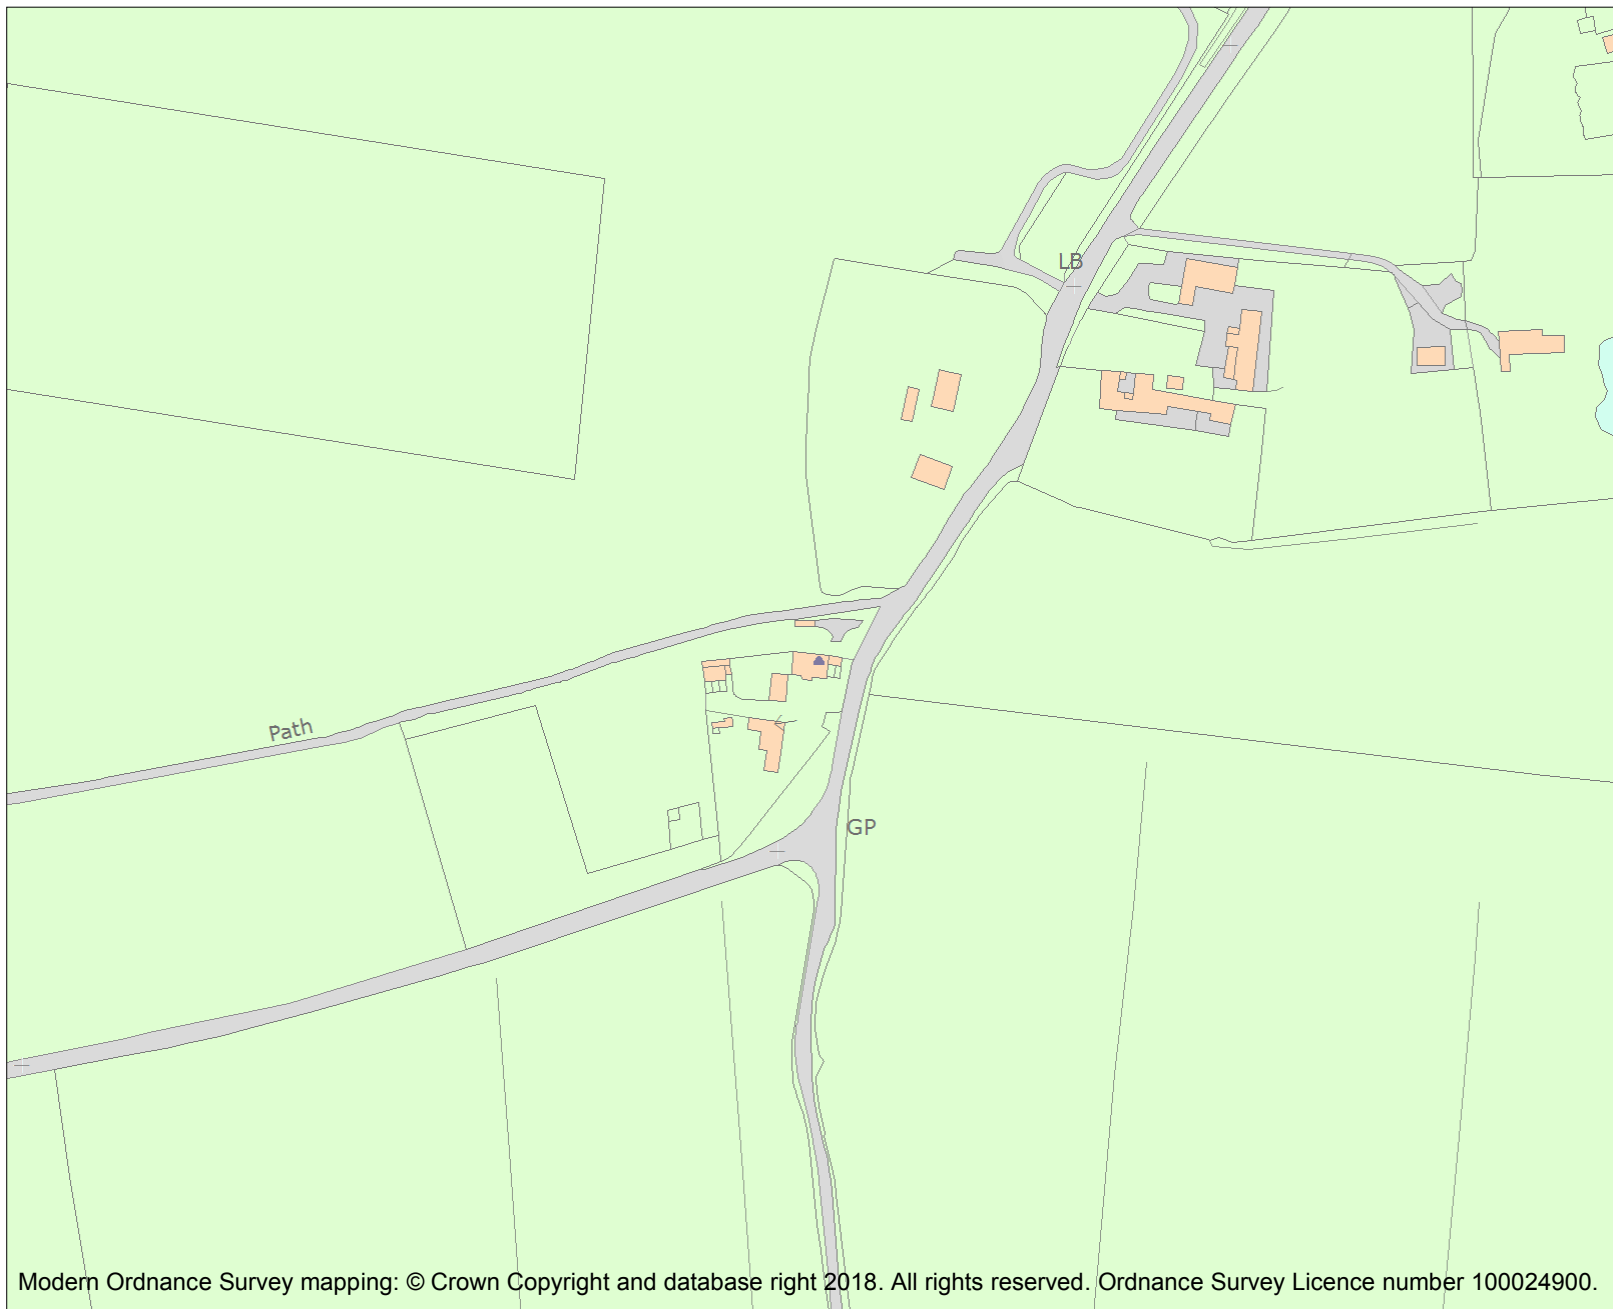 LB
Path
GP
Modern Ordnance Survey mapping: © Crown Copyright and database right 2018. All rights reserved. Ordnance Survey Licence number 100024900.